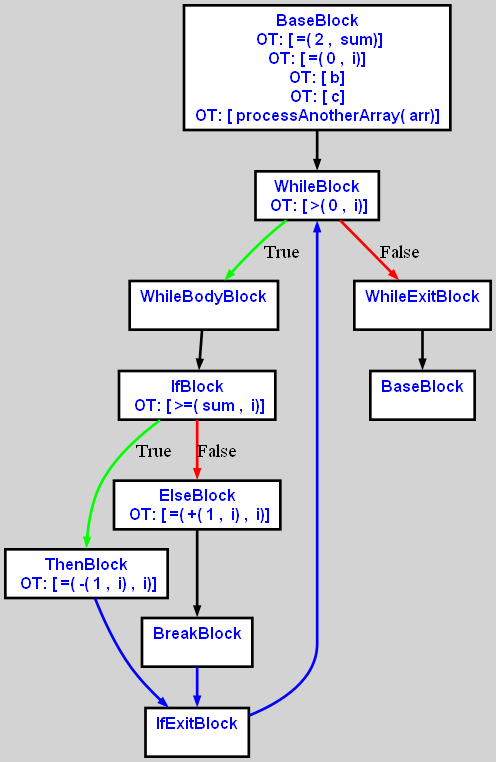 BaseBlock
OT: [ =( 2 , sum)]
OT: [ =( 0 , i)]
OT: [ b]
OT: [ c]
OT: [ processAnotherArray( arr)]
WhileBlock
OT: [ >( 0 , i)]
True
False
WhileBodyBlock
WhileExitBlock
IfBlock
OT: [ >=( sum , i)]
BaseBlock
True
False
ElseBlock
OT: [ =( +( 1 , i) , i)]
ThenBlock
OT: [ =( -( 1 , i) , i)]
BreakBlock
IfExitBlock